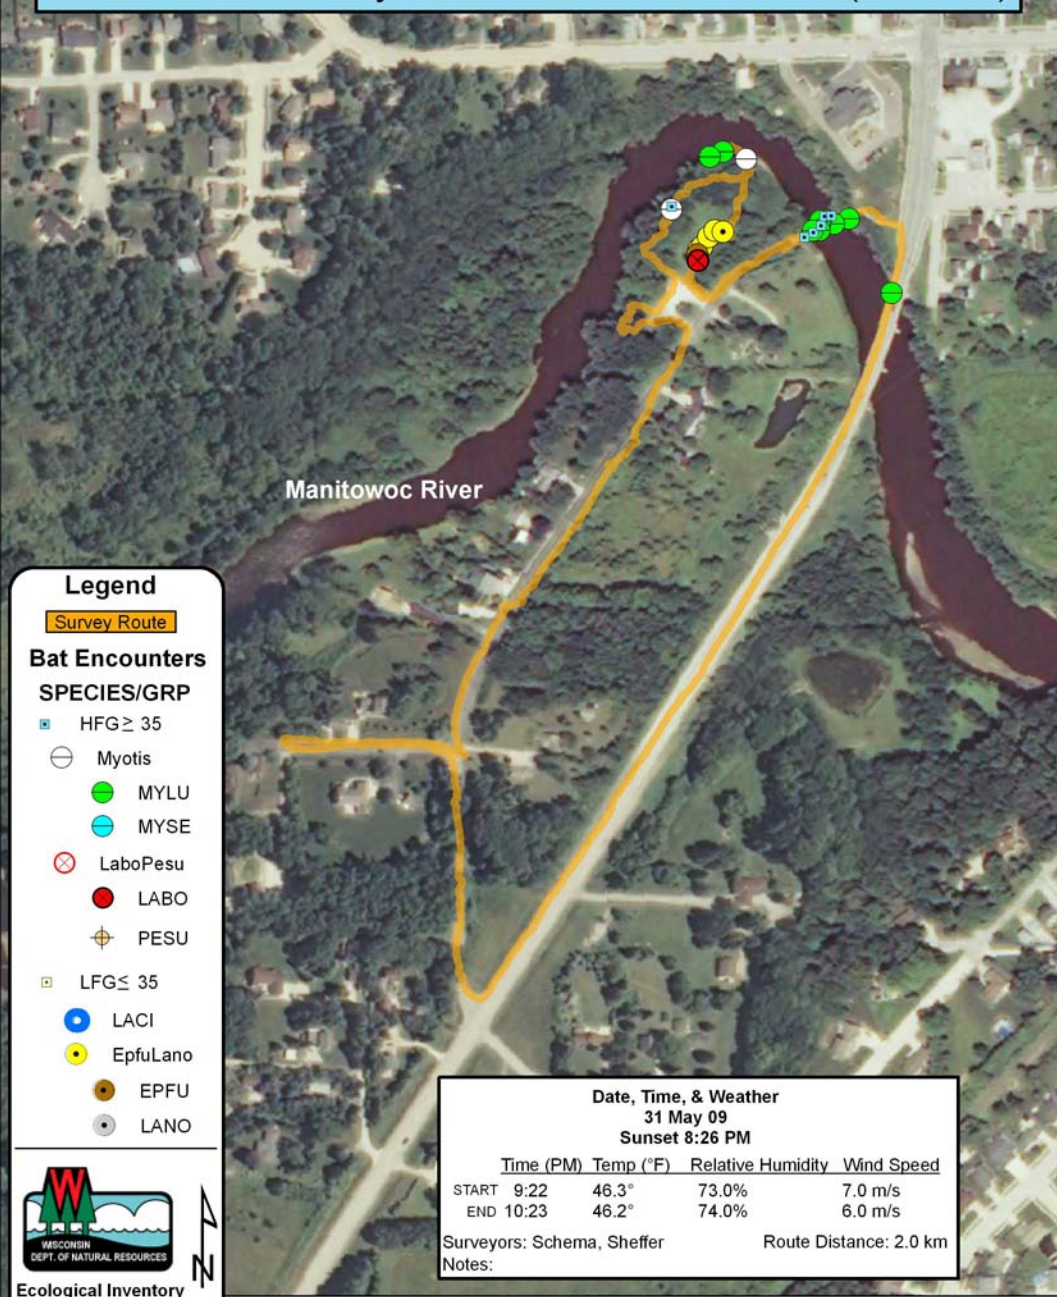 Manitowoc River
Legend
Survey Route
Bat Encounters
SPECIES/GRP
HFG≥ 35
Myotis
MYLU
MYSE
LaboPesu
LABO
PESU
LFG≤ 35
LACI
EpfuLano
EPFU
LANO
W
WISCONSIN
DEPT. OF NATURAL RESOURCES
Ecological Inventory
N
Date, Time, & Weather
31 May 09
Sunset 8:26 PM
Time (PM) Temp (°F) Relative Humidity Wind Speed
START 9:22 46.3° 73.0% 7.0 m/s
END 10:23 46.2° 74.0% 6.0 m/s
Surveyors: Schema, Sheffer Route Distance: 2.0 km
Notes: